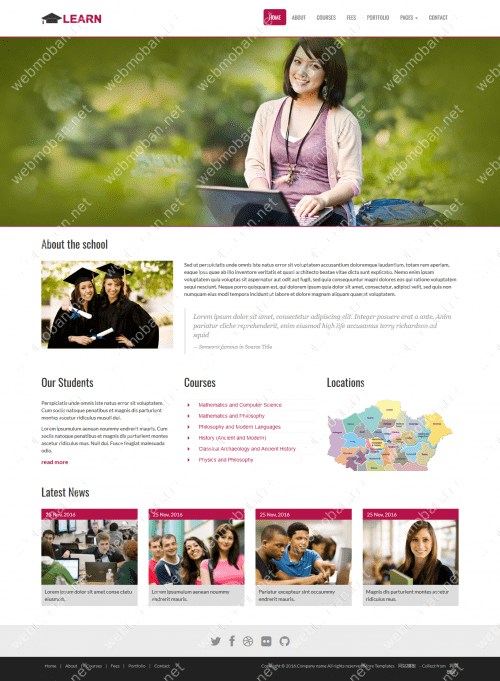 LEARN
HOME ABOUT COURSES FEES PORTFOLIO PAGES CONTACT
About the school
Sed ut perspiciatis unde omnis iste natus error sit voluptatem accusantium doloremque laudantium, totam rem aperiam,
eaque ipsa quae ab illo inventore veritatis et quasi architecto beatae vitae dicta sunt explicabo. Nemo enim ipsam
voluptatem quia voluptas sit aspernatur aut odit aut fugit, sed quia consequuntur magni dolores eos qui ratione voluptatem
sequi nesciunt. Neque porro quisquam est, qui dolorem ipsum quia dolor sit amet, consectetur, adipisci velit, sed quia non
numquam eius modi tempora incidunt ut labore et dolore magnam aliquam quaerat voluptatem.
Lorem ipsum dolor sit amet, consectetur adipiscing elit. Integer posuere erat a ante. Anim
pariatur cliche reprehenderit, enim eiusmod high life accusamus terry richardson ad
squid
— Someone famous in Source Title
Our Students
Perspiciatis unde omnis iste natus error sit voluptatem.
Cum sociis natoque penatibus et magnis dis parturient
montes ascetur ridiculus musull dui.
Lorem ipsumulum aenean noummy endrerit mauris. Cum
sociis natoque penatibus et magnis dis parturient montes
ascetur ridiculus mus. Null dui. Fusce feugiat malesuada
odio.
read more
Courses
Mathematics and Computer Science
Mathematics and Philosophy
Philosophy and Modern Languages
History (Ancient and Modern)
Classical Archaeology and Ancient History
Physics and Philosophy
Locations
Latest News
25 Nov, 2016
Lorem ipsum dolor sit amet conse ctetu
eiusmodt.
25 Nov, 2016
Lorem ipsumulum aenean noummy
endrerit mauris.
25 Nov, 2016
Pariatur excepteur sint occummy
endrerit mauris.
25 Nov, 2016
Magnis dis parturient montes ascetur
ridiculus mus.
Home | About | Courses | Fees | Portfolio | Contact
Copyright © 2016.Company name All rights reserved.More Templates 网站模板 - Collect from
webmoban.net